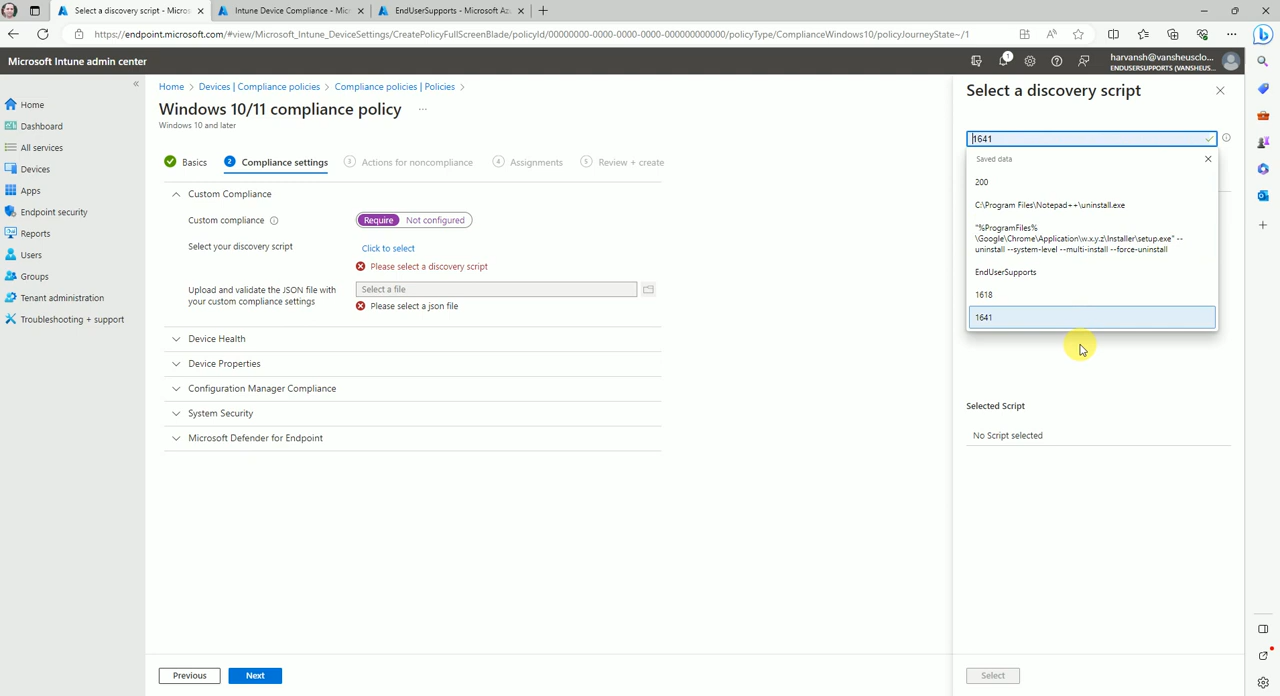 Select a discovery script - Micros
Intune Device Compliance - Mic
EndUserSupports - Microsoft Az
https://endpoint.microsoft.com/#view/Microsoft_Intune_DeviceSettings/CreatePolicyFullScreenBlade/policyId/00000000-0000-0000-0000-000000000000/policyType/ComplianceWindows10/policyJourneyState~/1
Microsoft Intune admin center
1
harvansh@vansheusclo...
ENDUSERSUPPORTS (VANSHEUS...
Home
Dashboard
All services
Devices
Apps
Endpoint security
Reports
Users
Groups
Tenant administration
Troubleshooting + support
Home > Devices | Compliance policies > Compliance policies | Policies >
Windows 10/11 compliance policy ...
Windows 10 and later
Basics
2 Compliance settings
3 Actions for noncompliance
4 Assignments
5 Review + create
Custom Compliance
Custom compliance
Require
Not configured
Select your discovery script
Click to select
Please select a discovery script
Upload and validate the JSON file with
your custom compliance settings
Select a file
Please select a json file
Device Health
Device Properties
Configuration Manager Compliance
System Security
Microsoft Defender for Endpoint
Previous
Next
Select a discovery script
1641
Saved data
200
C:\Program Files\Notepad++\uninstall.exe
"%ProgramFiles%
\Google\Chrome\Application\w.x.y.z\Installer\setup.exe" --
uninstall --system-level --multi-install --force-uninstall
EndUserSupports
1618
1641
Selected Script
No Script selected
Select